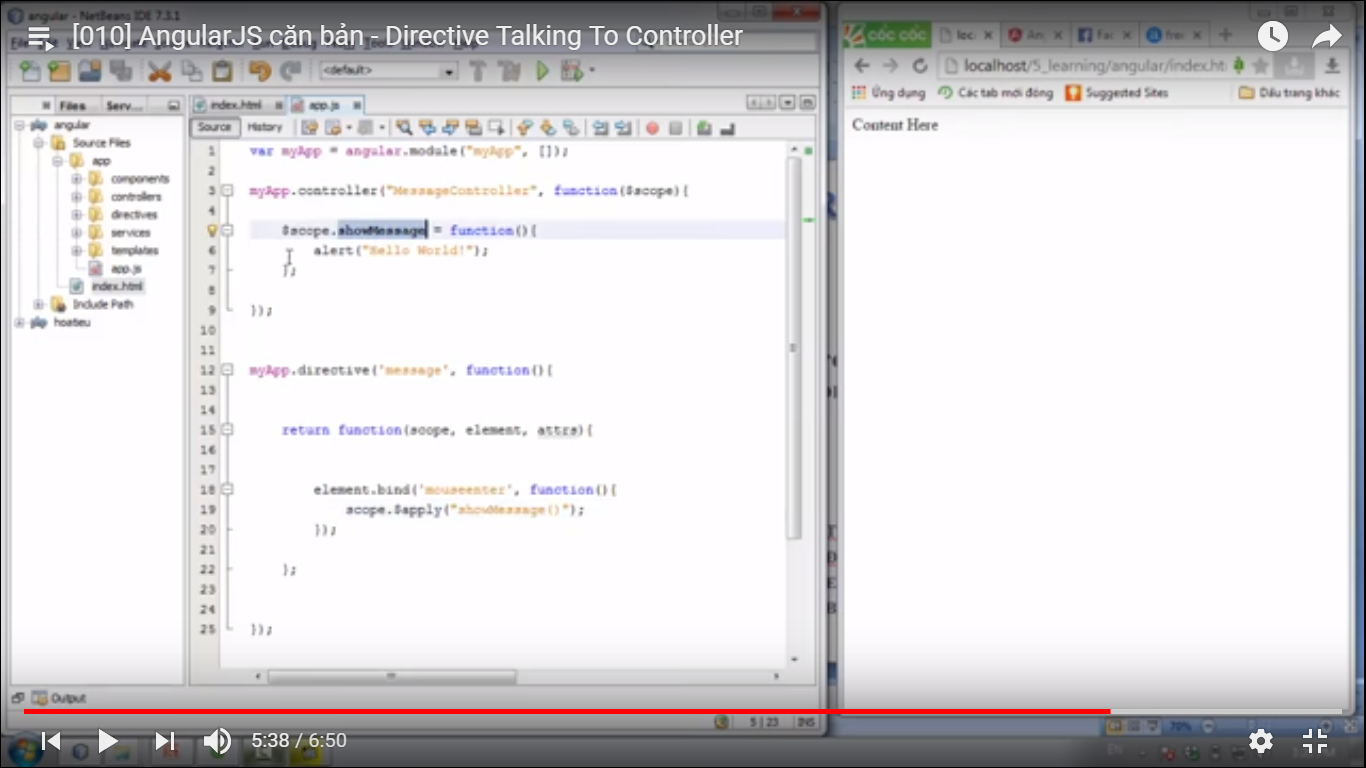 angular - NetBeans IDE 7.3.1
[010] AngularJS căn bản - Directive Talking To Controller
<default>
Files
Serv...
index.html
app.js
Source
History
angular
Source Files
app
components
controllers
directives
services
templates
app.js
index.html
Include Path
hoatieu
1 var myApp = angular.module("myApp", []);
2
3 myApp.controller("MessageController", function($scope){
4
$scope.showMessage = function(){
6 alert("Hello World!");
7 };
8
9 });
10
11
12 myApp.directive('message', function(){
13
14
15 return function(scope, element, attrs){
16
17
18 element.bind('mouseenter', function(){
19 scope.$apply("showMessage()");
20 });
21
22 };
23
24
25 });
Output
5 | 23 INS
CỐC CỐC
loc
Fac
localhost/5_learning/angular/index.ht
Ứng dụng
Các tab mới đóng
Suggested Sites
Dấu trang khác
Content Here
70%
5:38 / 6:50